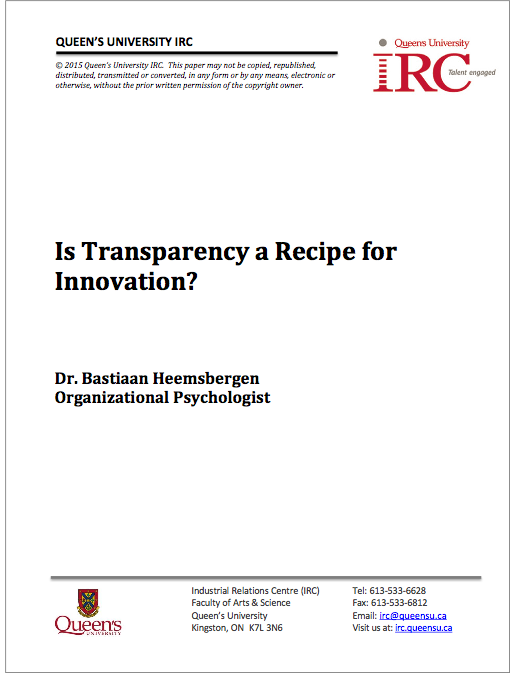 QUEEN'S UNIVERSITY IRC
© 2015 Queen's University IRC. This paper may not be copied, republished,
distributed, transmitted or converted, in any form or by any means, electronic or
otherwise, without the prior written permission of the copyright owner.
Queen's University
IRC
Talent engaged
Is Transparency a Recipe for
Innovation?
Dr. Bastiaan Heemsbergen
Organizational Psychologist
Queen's
UNIVERSITY
Industrial Relations Centre (IRC)
Faculty of Arts & Science
Queen's University
Kingston, ON K7L 3N6
Tel: 613-533-6628
Fax: 613-533-6812
Email: irc@queensu.ca
Visit us at: irc.queensu.ca